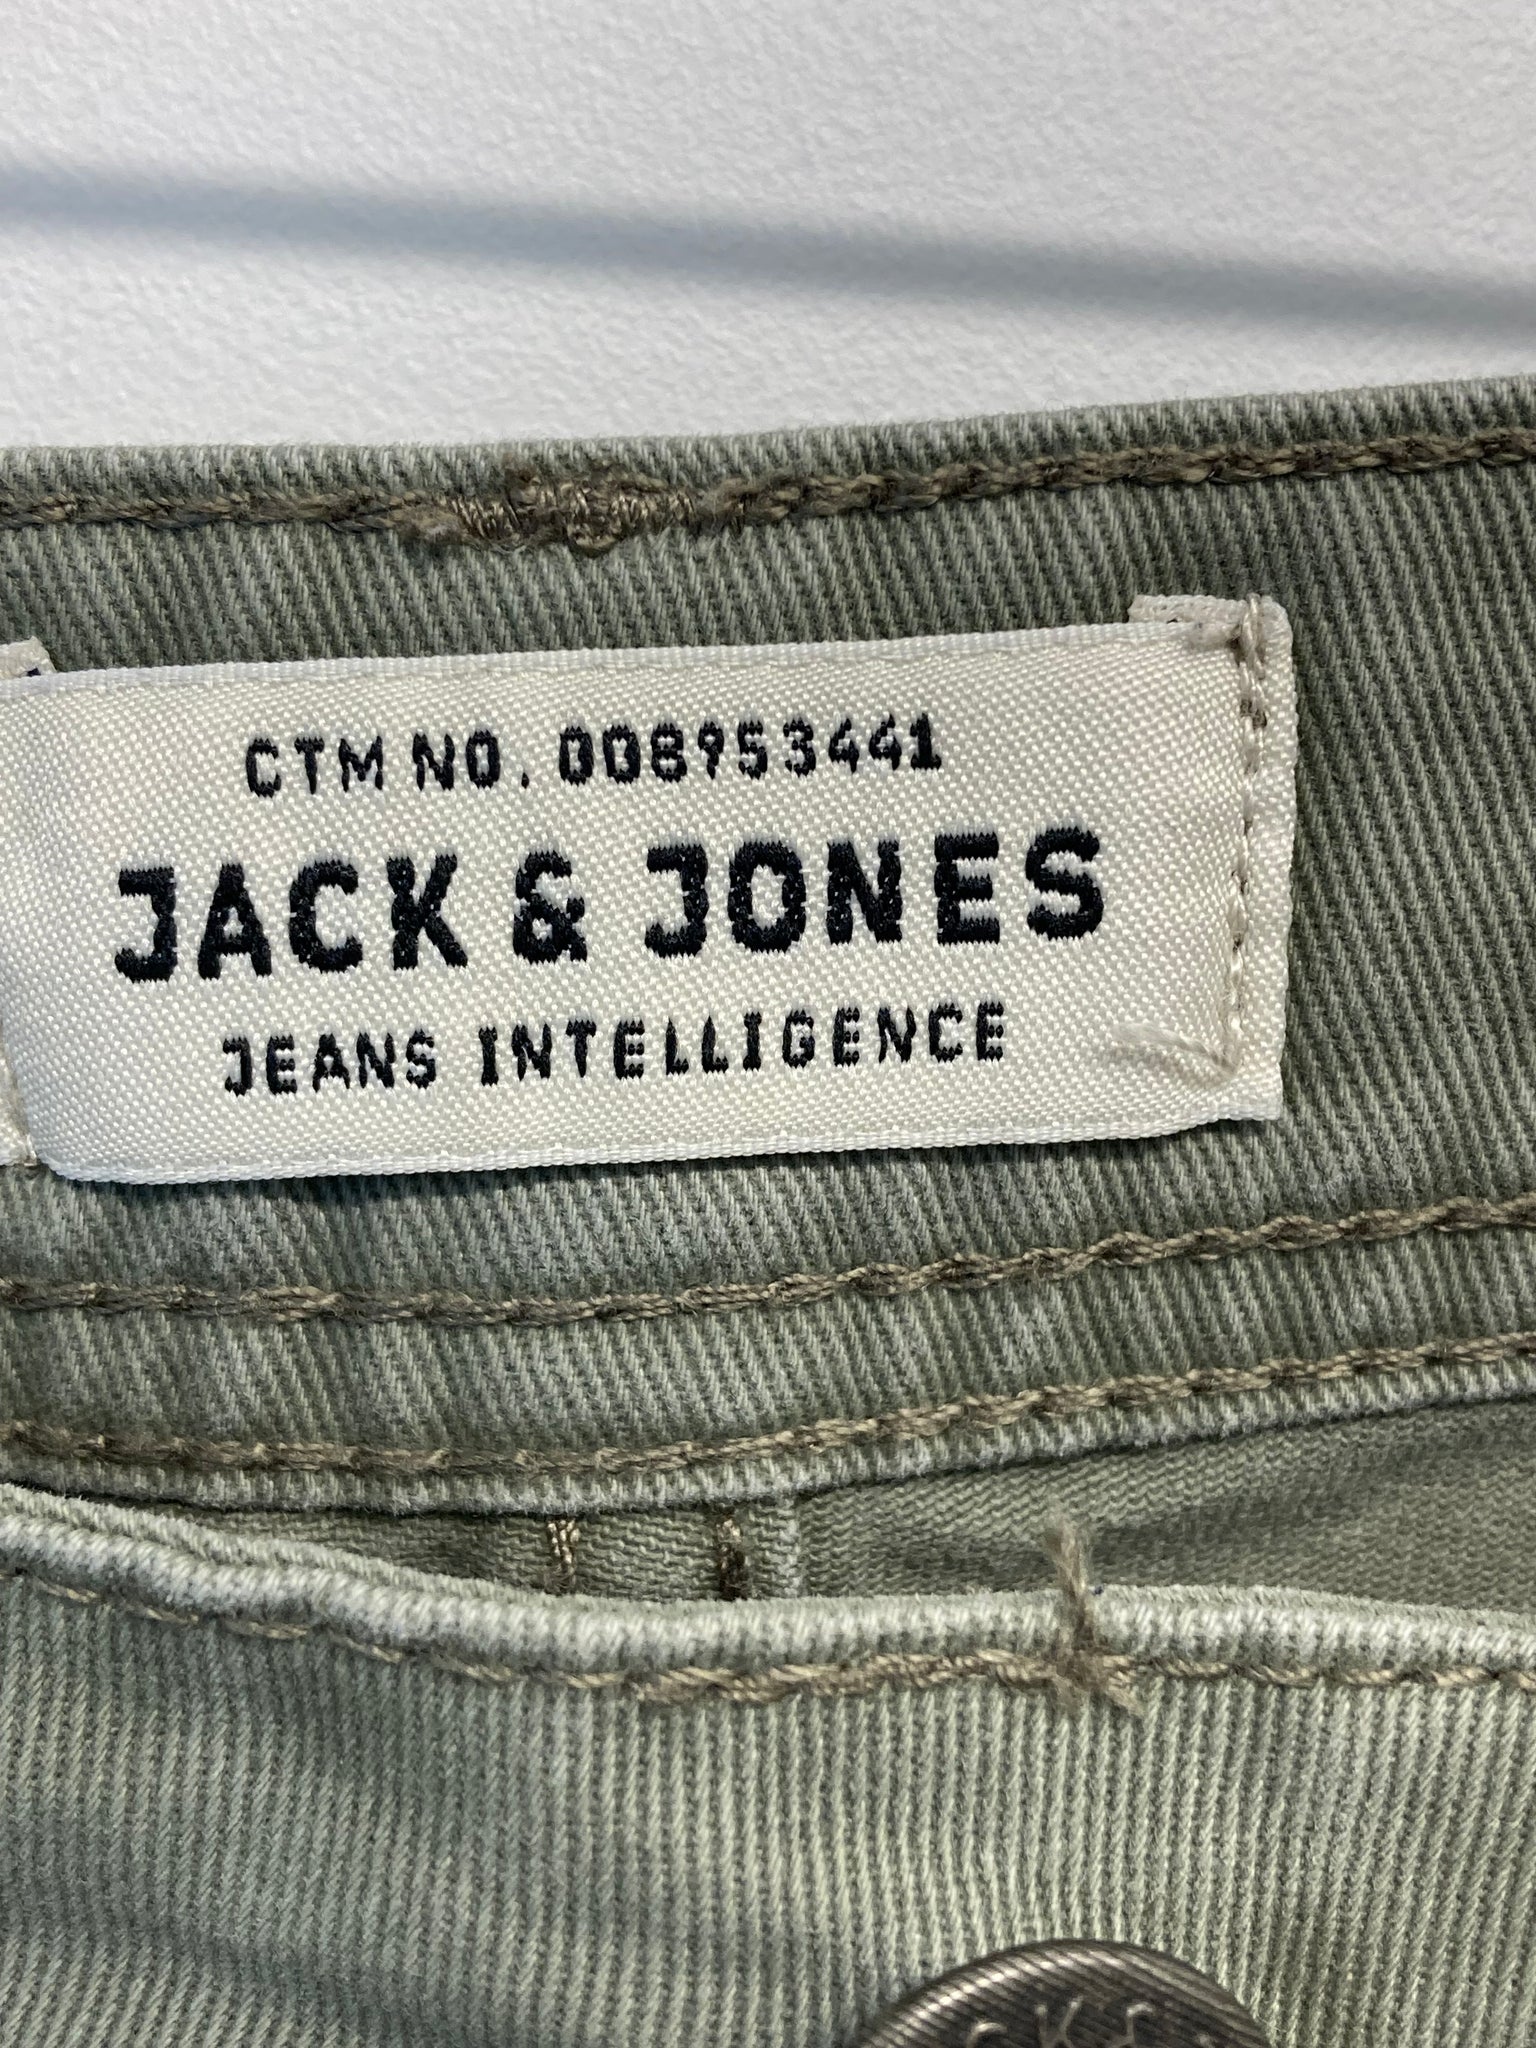 CTM NO. 008953441
JACK & JONES
JEANS INTELLIGENCE